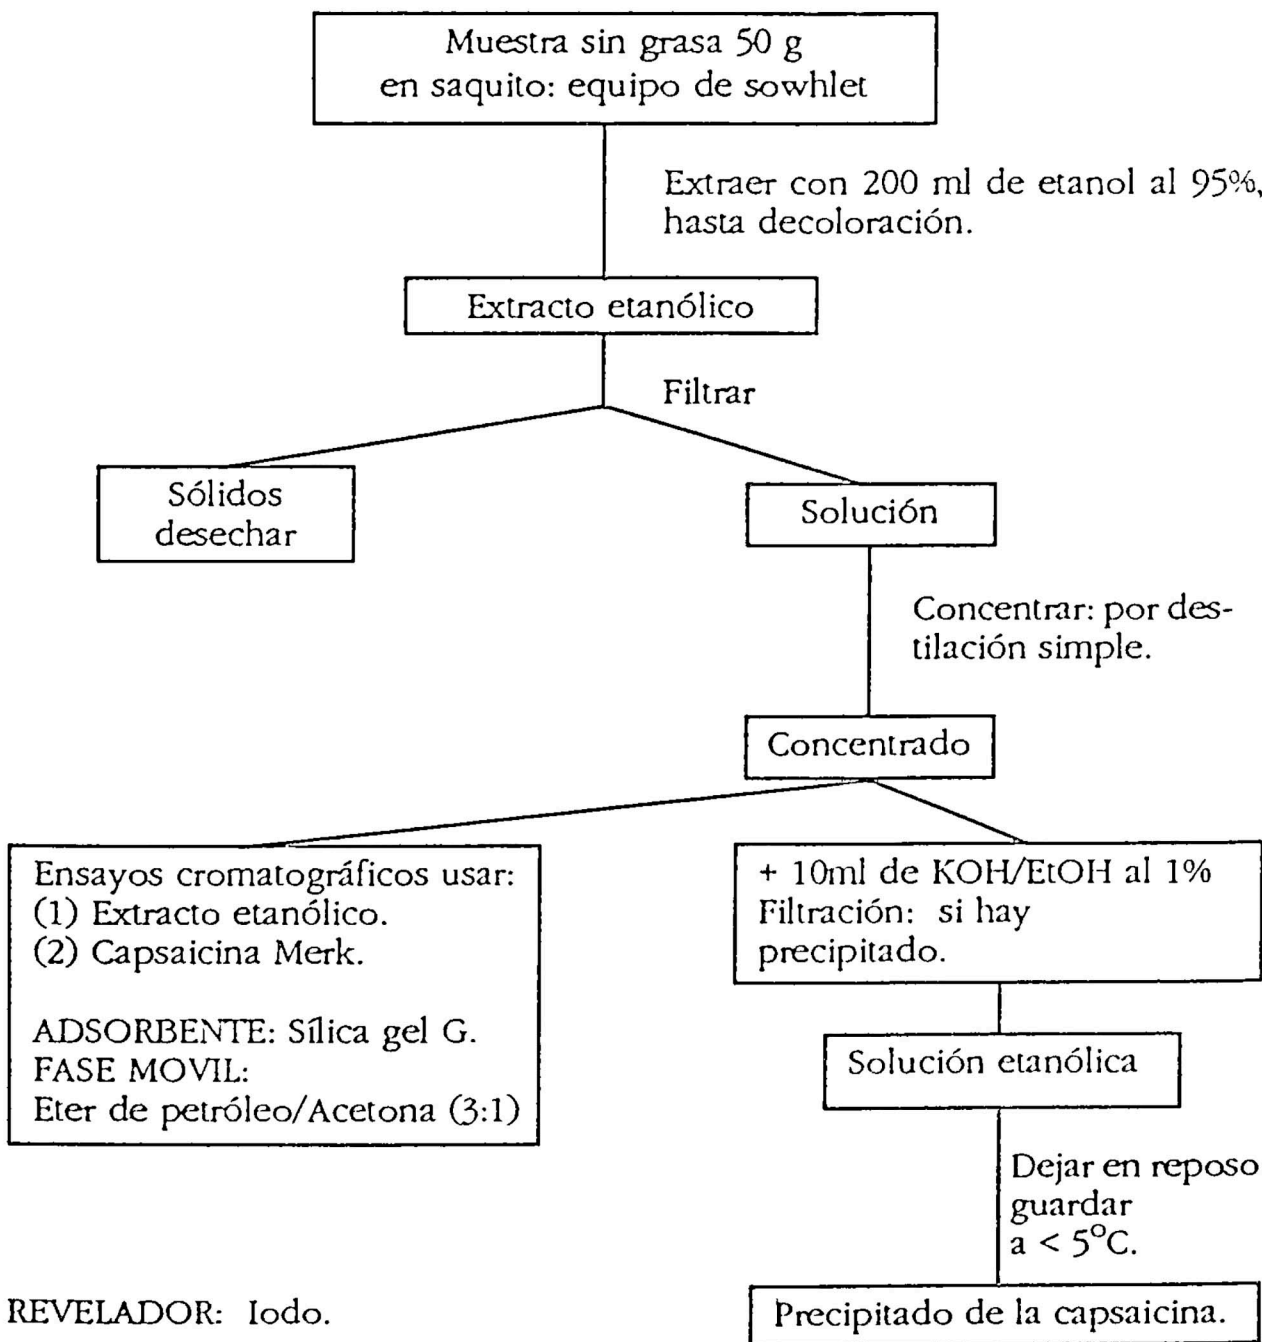 Muestra sin grasa 50 g
en saquito: equipo de sowhlet
Extraer con 200 ml de etanol al 95%,
hasta decoloración.
Extracto etanólico
Filtrar
Sólidos
desechar
Solución
Concentrar: por des-
tilación simple.
Concentrado
Ensayos cromatográficos usar:
(1) Extracto etanólico.
(2) Capsaicina Merk.
ADSORBENTE: Sílica gel G.
FASE MOVIL:
Eter de petróleo/Acetona (3:1)
+ 10ml de KOH/EtOH al 1%
Filtración: si hay
precipitado.
Solución etanólica
Dejar en reposo
guardar
a < 5°C.
REVELADOR: Iodo.
Precipitado de la capsaicina.